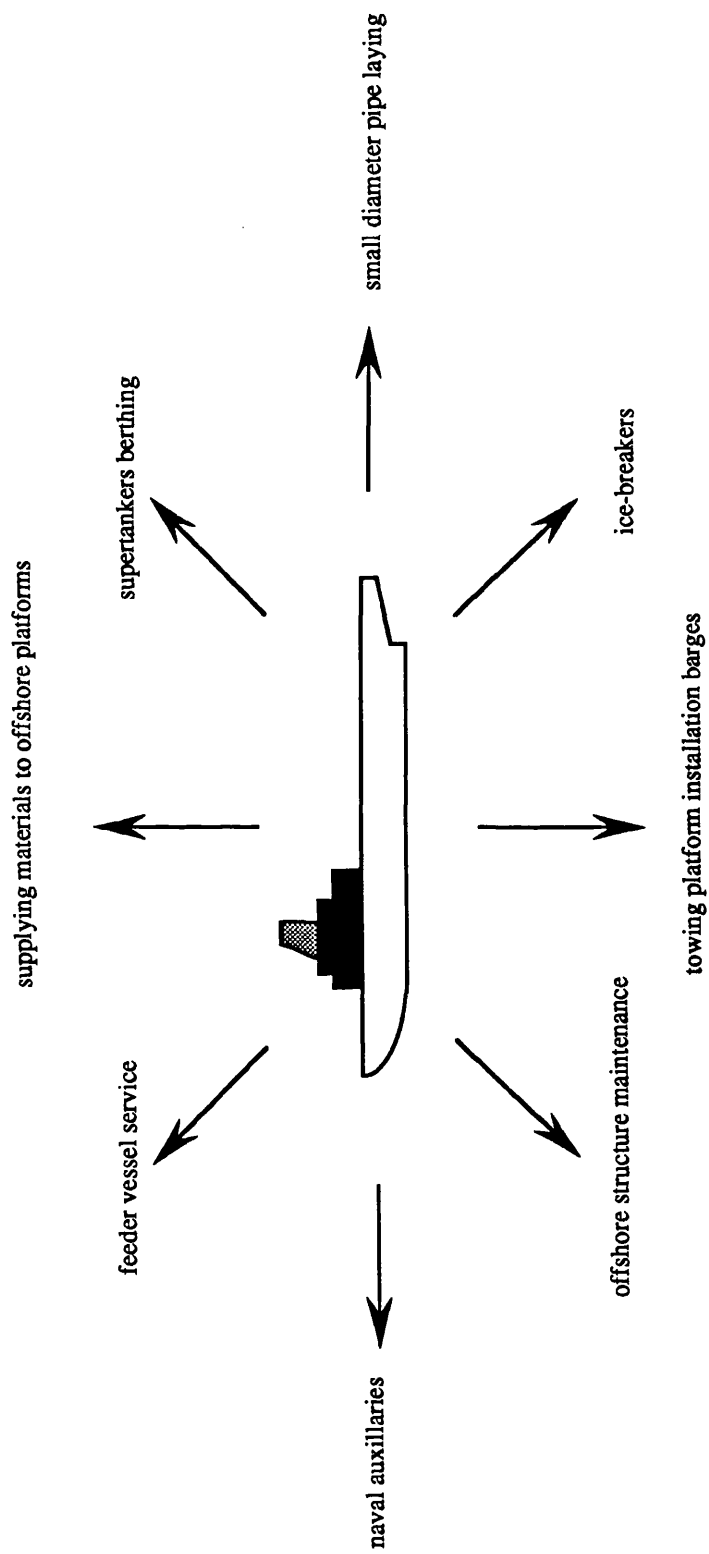 supplying materials to offshore platforms
feeder vessel service
supertankers berthing
naval auxillaries
small diameter pipe laying
offshore structure maintenance
ice-breakers
towing platform installation barges